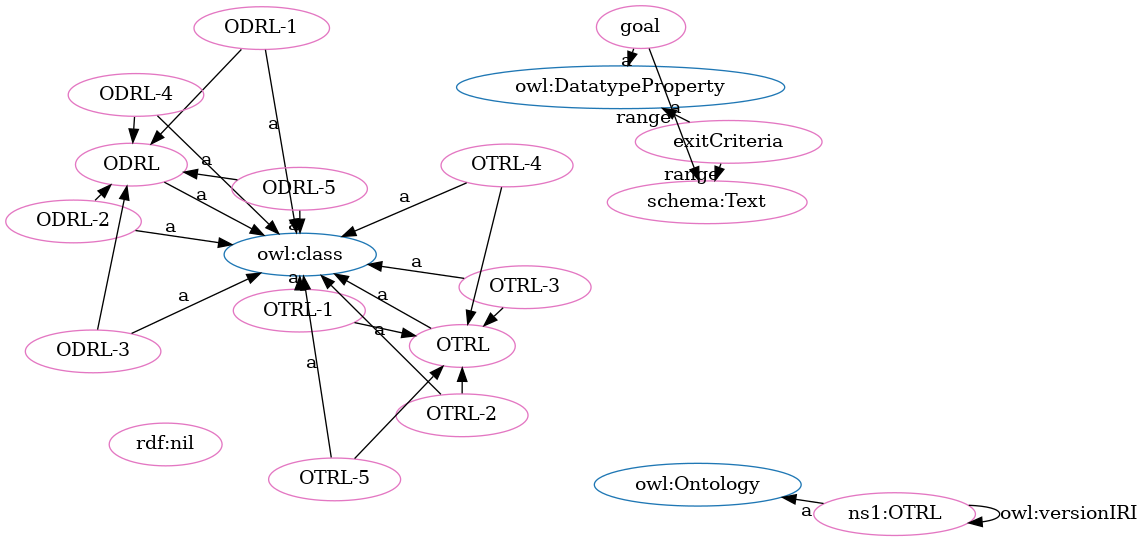 ODRL-1
goal
a
owl:DatatypeProperty
ODRL-4
a
range
a
exitCriteria
ODRL
a
OTRL-4
range
ODRL-5
a
a
schema:Text
ODRL-2
a
a
owl:class
a
a
OTRL-3
a
a
OTRL-1
a
OTRL
ODRL-3
a
OTRL-2
rdf:nil
OTRL-5
owl:Ontology
a
ns1:OTRL
owl:versionIRI